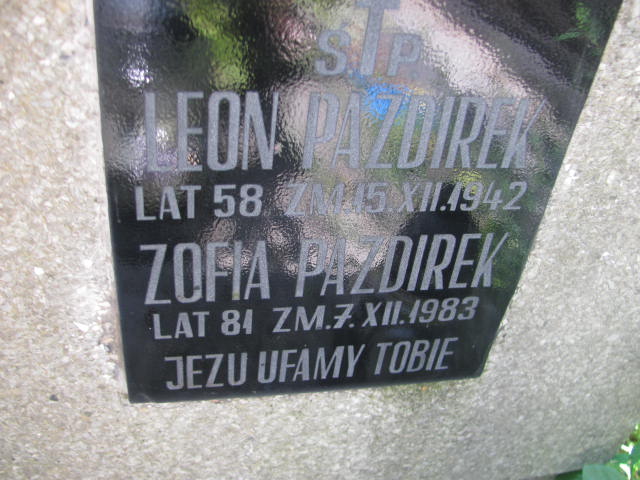 Ś P
LEON PAZDIREK
LAT 58 ZM.15.XII.1942
ZOFIA PAZDIREK
LAT 81 ZM.7.XII.1983
JEZU UFAMY TOBIE